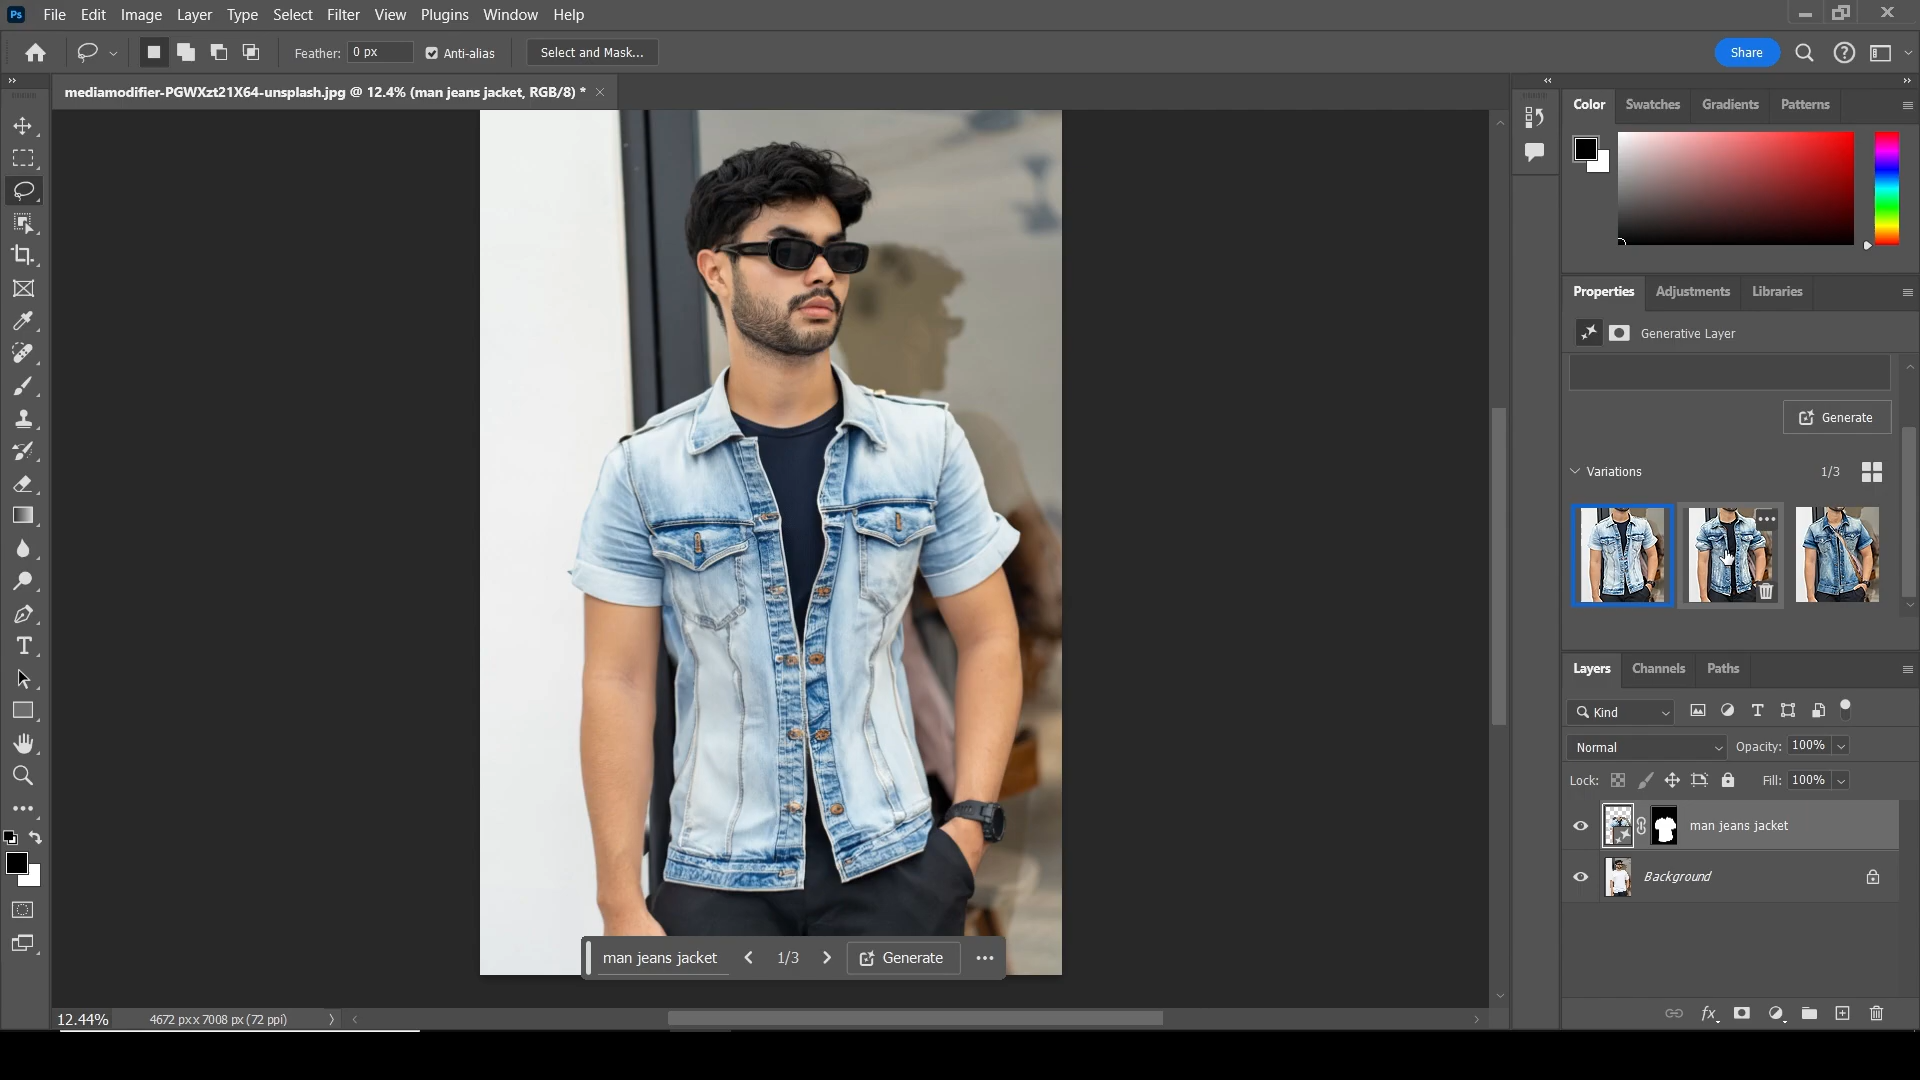 Ps File Edit Image Layer Type Select Filter View Plugins Window Help
Feather: 0 px Anti-alias Select and Mask... Share
mediamodifier-PGWXzt21X64-unsplash.jpg @ 12.4% (man jeans jacket, RGB/8) *
Color Swatches Gradients Patterns
Properties Adjustments Libraries
Generative Layer
Generate
Variations 1/3
Layers Channels Paths
Kind
Normal Opacity: 100%
Lock: Fill: 100%
man jeans jacket
Background
man jeans jacket 1/3 Generate
12.44% 4672 px x 7008 px (72 ppi)